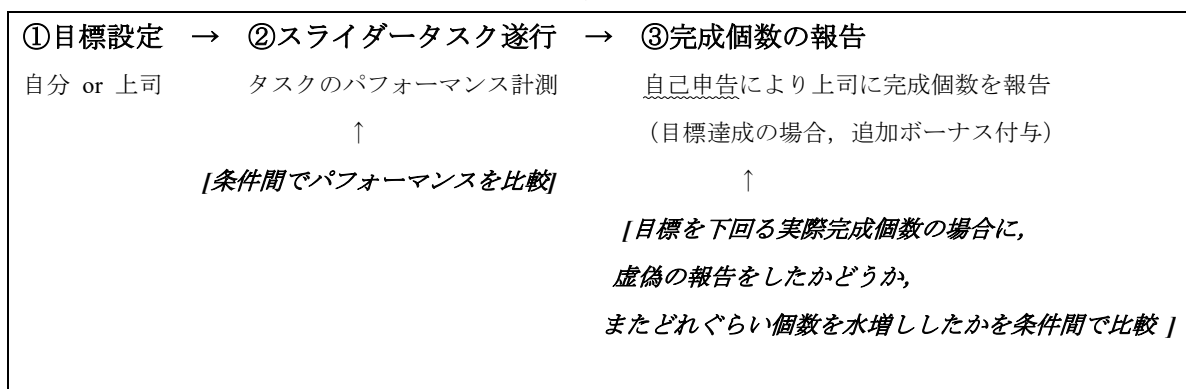 ①目標設定 → ②スライダータスク遂行 → ③完成個数の報告
自分 or 上司 タスクのパフォーマンス計測 自己申告により上司に完成個数を報告
↑ （目標達成の場合，追加ボーナス付与）
[条件間でパフォーマンスを比較] ↑
[目標を下回る実際完成個数の場合に,
虚偽の報告をしたかどうか,
またどれぐらい個数を水増ししたかを条件間で比較 ]